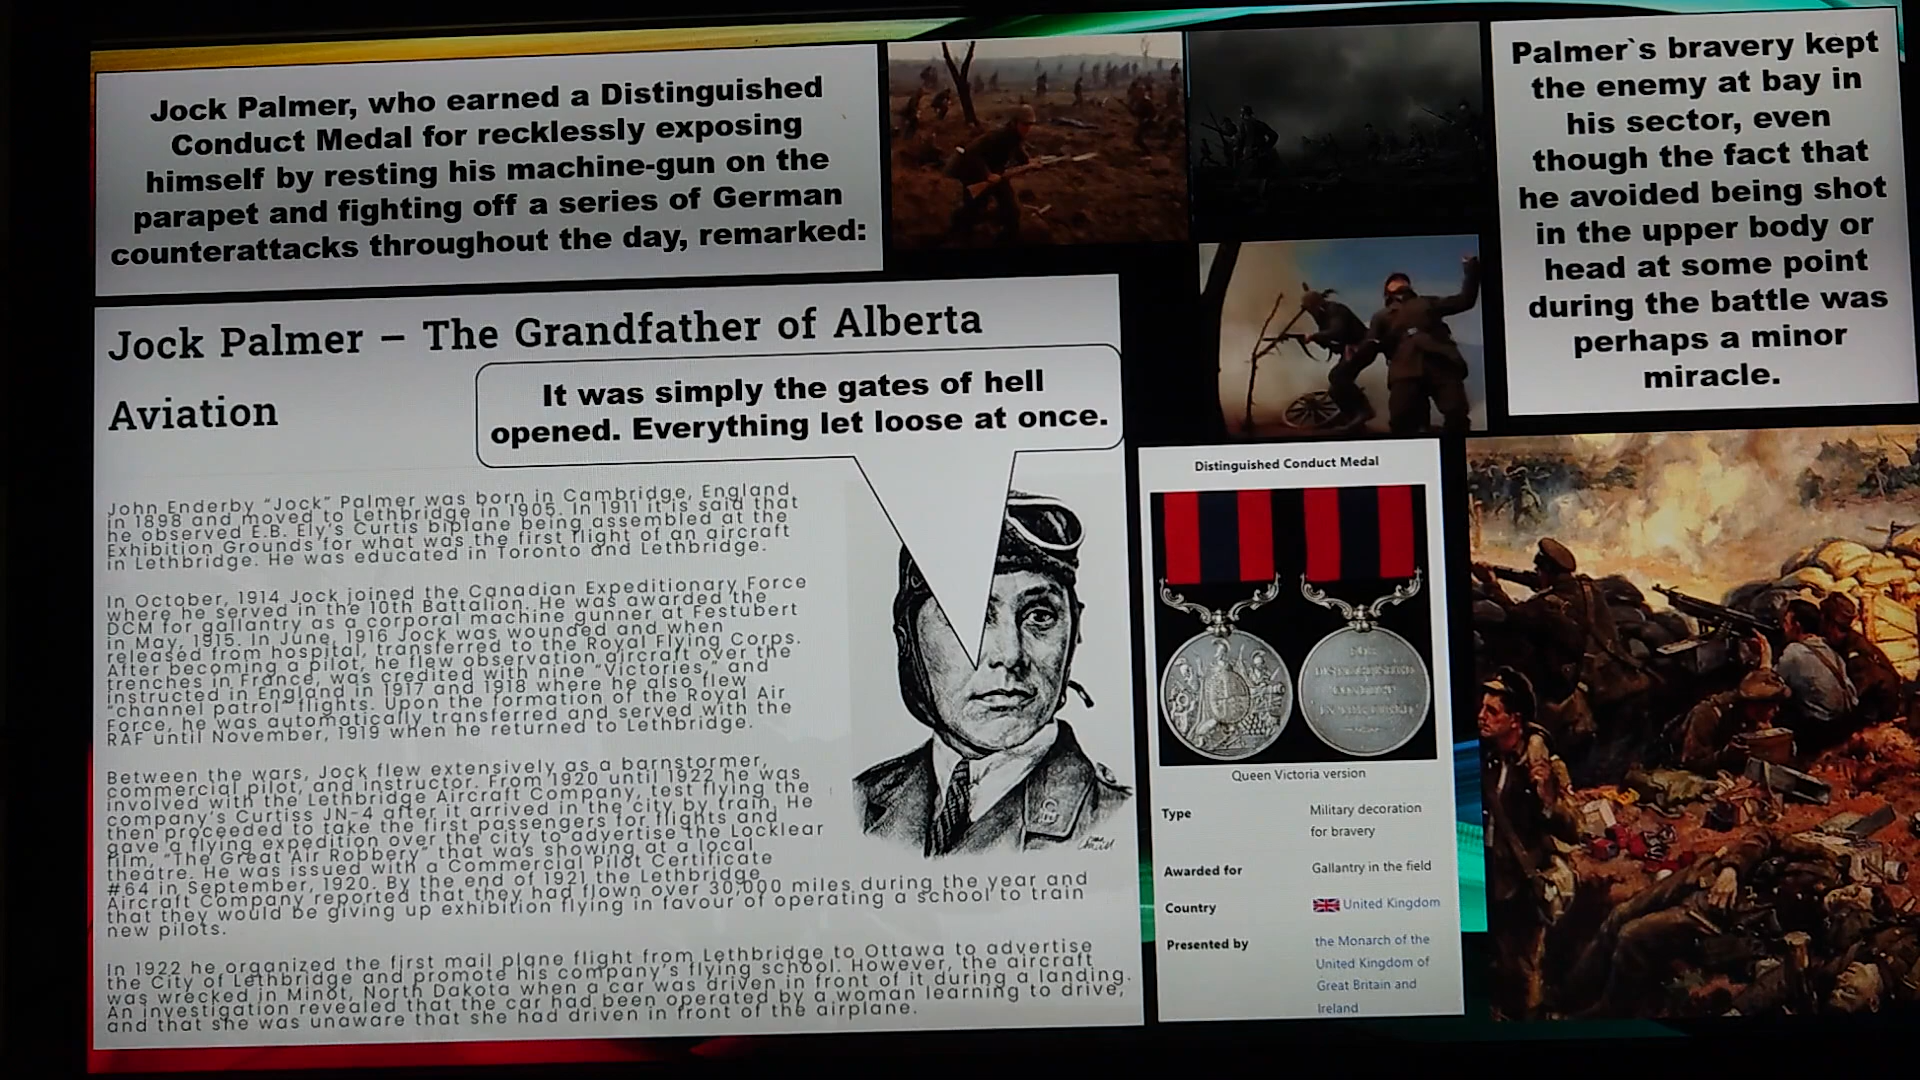 Jock Palmer, who earned a Distinguished
Conduct Medal for recklessly exposing
himself by resting his machine-gun on the
parapet and fighting off a series of German
counterattacks throughout the day, remarked:
Palmer`s bravery kept
the enemy at bay in
his sector, even
though the fact that
he avoided being shot
in the upper body or
head at some point
during the battle was
perhaps a minor
miracle.
Jock Palmer – The Grandfather of Alberta
Aviation
It was simply the gates of hell
opened. Everything let loose at once.
John Enderby “Jock” Palmer was born in Cambridge, England
in 1898 and moved to Lethbridge in 1905. In 1911 it is said that
he observed E.B. Ely’s Curtis biplane being assembled at the
Exhibition Grounds for what was the first flight of an aircraft
in Lethbridge. He was educated in Toronto and Lethbridge.
In October, 1914 Jock joined the Canadian Expeditionary Force
where he served in the 10th Battalion. He was awarded the
DCM for gallantry as a corporal machine gunner at Festubert
in May, 1915. In June, 1916 Jock was wounded and when
released from hospital, transferred to the Royal Flying Corps.
After becoming a pilot, he flew observation aircraft over the
trenches in France, was credited with nine “Victories,” and
instructed in England in 1917 and 1918 where he also flew
“channel patrol” flights. Upon the formation of the Royal Air
Force, he was automatically transferred and served with the
RAF until November, 1919 when he returned to Lethbridge.
Between the wars, Jock flew extensively as a barnstormer,
commercial pilot, and instructor. From 1920 until 1922 he was
involved with the Lethbridge Aircraft Company, test flying the
company’s Curtiss JN-4 after it arrived in the city by train. He
then proceeded to take the first passengers for flights and
gave a flying expedition over the city to advertise the Locklear
film, “The Great Air Robbery” that was showing at a local
theatre. He was issued with a Commercial Pilot Certificate
#64 in September, 1920. By the end of 1921 the Lethbridge
Aircraft Company reported that they had flown over 30,000 miles during the year and
that they would be giving up exhibition flying in favour of operating a school to train
new pilots.
In 1922 he organized the first mail plane flight from Lethbridge to Ottawa to advertise
the City of Lethbridge and promote his company’s flying school. However, the aircraft
was wrecked in Minot, North Dakota when a car was driven in front of it during a landing.
An investigation revealed that the car had been operated by a woman learning to drive,
and that she was unaware that she had driven in front of the airplane.
Distinguished Conduct Medal
FOR
DISTINGUISHED
CONDUCT
IN THE FIELD
Queen Victoria version
Type Military decoration
for bravery
Awarded for Gallantry in the field
Country United Kingdom
Presented by the Monarch of the
United Kingdom of
Great Britain and
Ireland